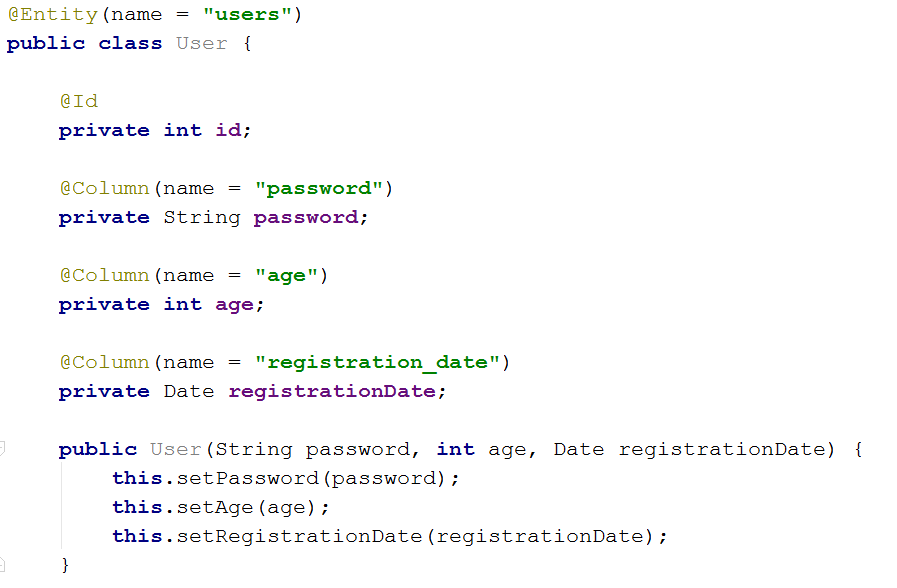 @Entity(name = "users")
public class User {
@Id
private int id;
@Column(name = "password")
private String password;
@Column(name = "age")
private int age;
@Column(name = "registration_date")
private Date registrationDate;
public User(String password, int age, Date registrationDate) {
this.setPassword(password);
this.setAge(age);
this.setRegistrationDate(registrationDate);
}